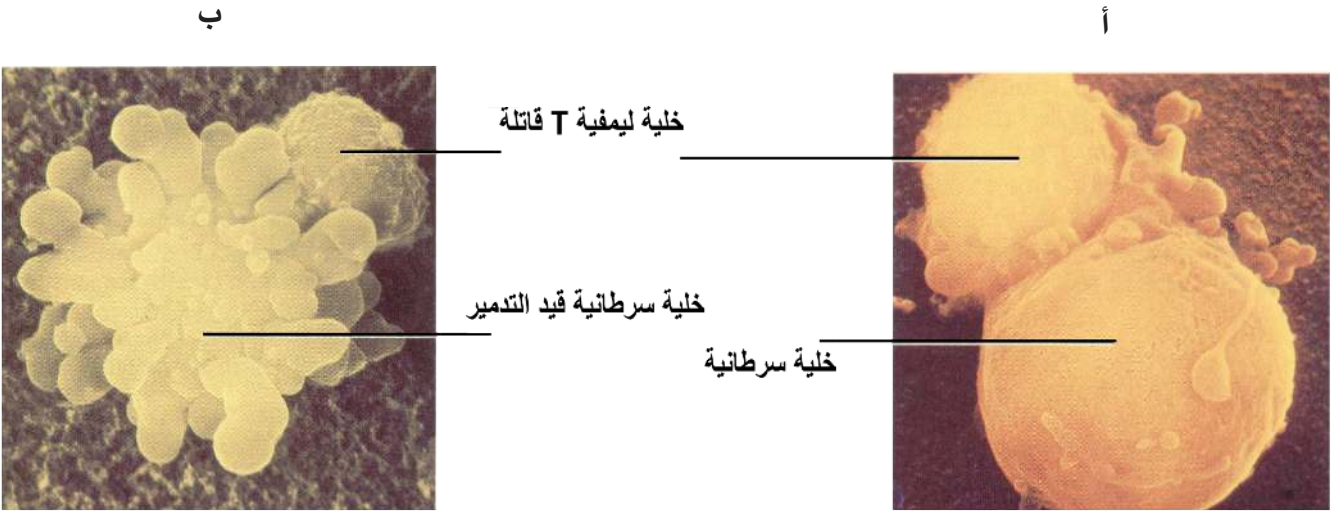 أ
ب
خلية ليمفية T قاتلة
خلية سرطانية قيد التدمير
خلية سرطانية